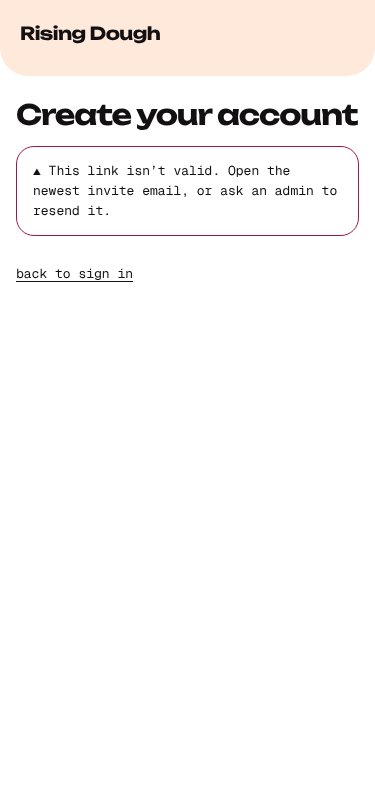 Rising Dough
Create your account
▲ This link isn’t valid. Open the
newest invite email, or ask an admin to
resend it.
back to sign in